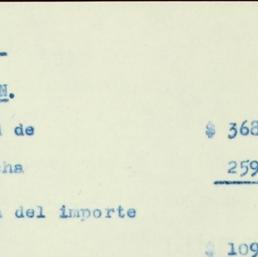 N.
de $ 368
ha 259
del importe
$ 109